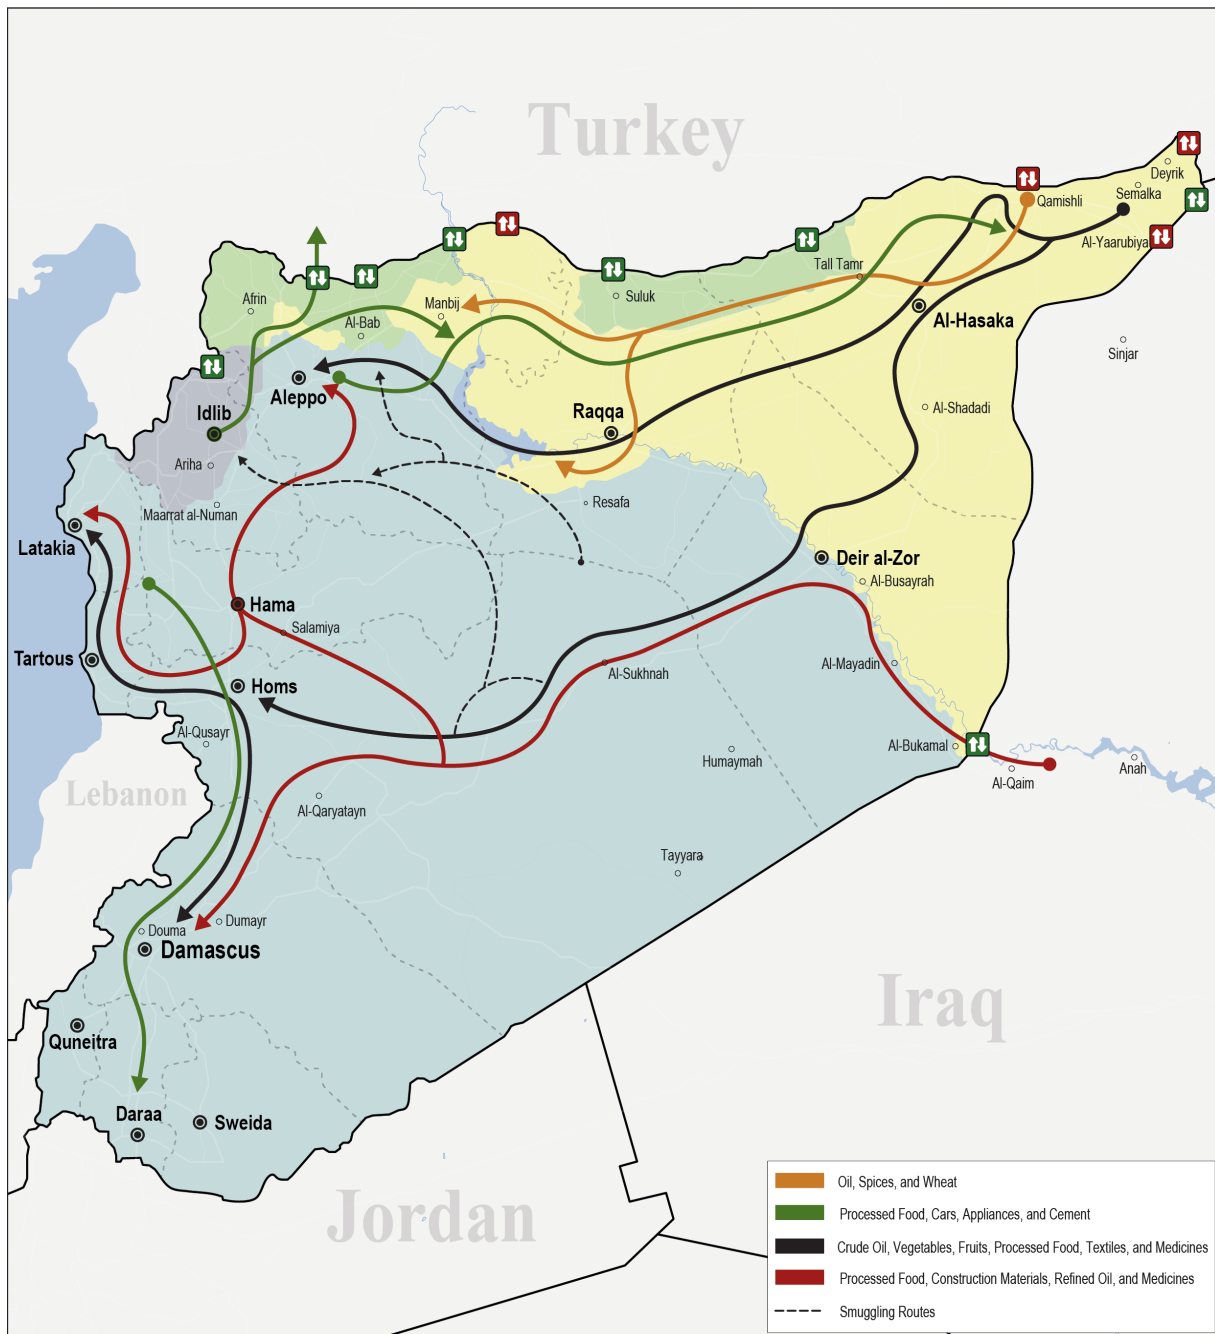 Turkey
Deyrik
Semalka
Qamishli
Al-Yaarubiya
Tall Tamr
Suluk
Afrin
Manbij
Al-Bab
Al-Hasaka
Sinjar
Aleppo
Idlib
Raqqa
Al-Shadadi
Ariha
Maarrat al-Numan
Resafa
Latakia
Deir al-Zor
Al-Busayrah
Hama
Salamiya
Tartous
Al-Sukhnah
Al-Mayadin
Homs
Al-Qusayr
Al-Bukamal
Humaymah
Al-Qaim
Anah
Lebanon
Al-Qaryatayn
Tayyara
Dumayr
Douma
Damascus
Iraq
Quneitra
Daraa
Sweida
Jordan
Oil, Spices, and Wheat
Processed Food, Cars, Appliances, and Cement
Crude Oil, Vegetables, Fruits, Processed Food, Textiles, and Medicines
Processed Food, Construction Materials, Refined Oil, and Medicines
Smuggling Routes